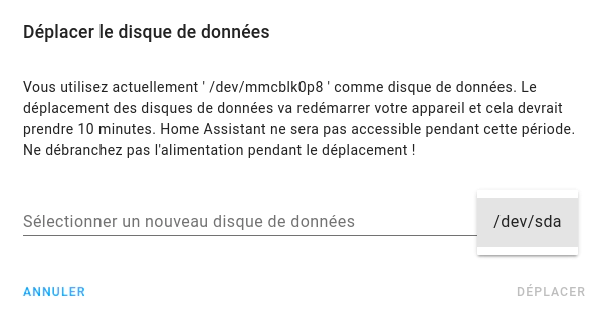 Déplacer le disque de données
Vous utilisez actuellement ' /dev/mmcblk0p8 ' comme disque de données. Le
déplacement des disques de données va redémarrer votre appareil et cela devrait
prendre 10 minutes. Home Assistant ne sera pas accessible pendant cette période.
Ne débranchez pas l'alimentation pendant le déplacement !
Sélectionner un nouveau disque de données
/dev/sda
ANNULER
DÉPLACER